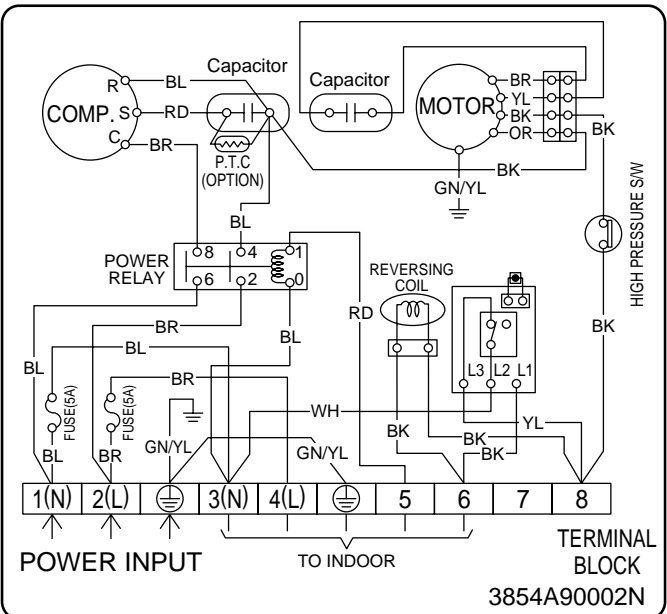 Capacitor
Capacitor
R
BL
COMP.
S
RD
C
BR
P.T.C
(OPTION)
MOTOR
BR
YL
BK
OR
BK
BK
GN/YL
HIGH PRESSURE S/W
BL
POWER
RELAY
8
4
1
6
2
0
REVERSING
COIL
RD
BK
L3
L2
L1
BR
BL
BL
BL
BR
FUSE(5A)
FUSE(5A)
WH
YL
BK
BK
BK
GN/YL
GN/YL
BL
BR
1(N)
2(L)
3(N)
4(L)
5
6
7
8
POWER INPUT
TO INDOOR
TERMINAL
BLOCK
3854A90002N